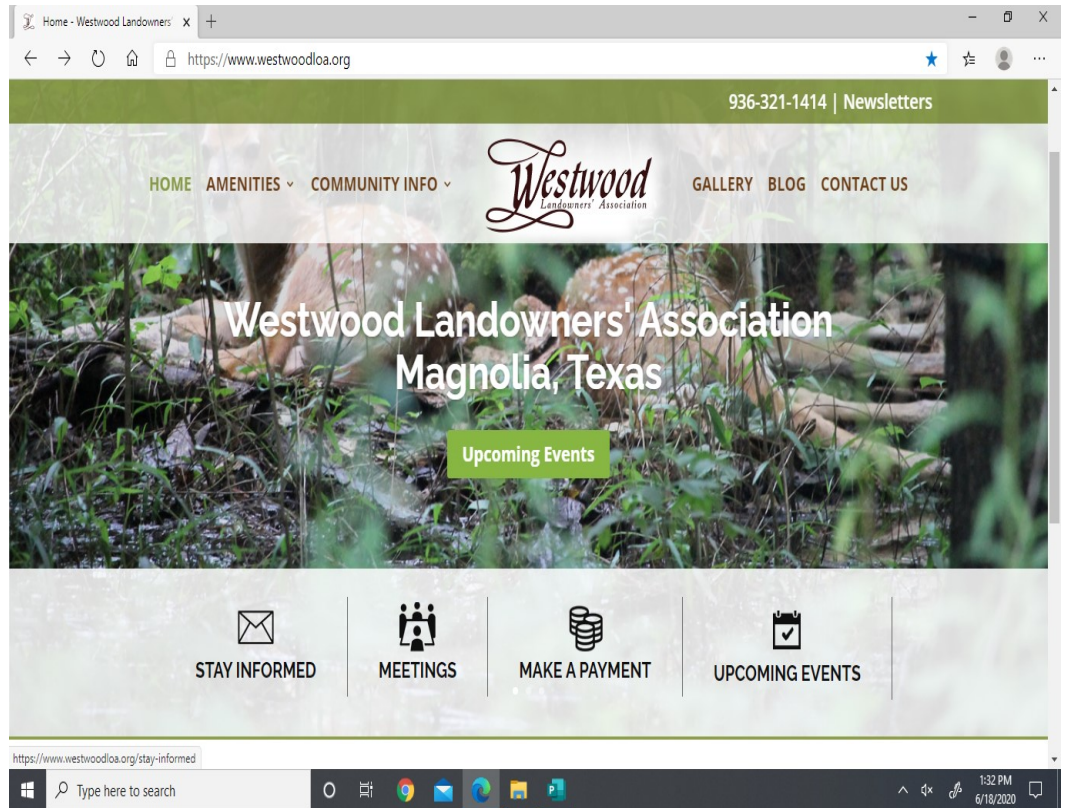 Home - Westwood Landowners'
https://www.westwoodloa.org
936-321-1414 | Newsletters
HOME AMENITIES COMMUNITY INFO
Westwood
Landowners' Association
GALLERY BLOG CONTACT US
Westwood Landowners' Association
Magnolia, Texas
Upcoming Events
STAY INFORMED
MEETINGS
MAKE A PAYMENT
UPCOMING EVENTS
https://www.westwoodloa.org/stay-informed
Type here to search
1:32 PM
6/18/2020